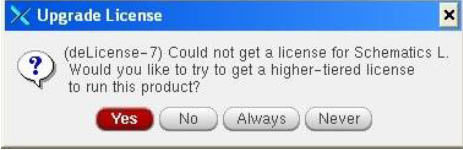 Upgrade License
(deLicense-7) Could not get a license for Schematics L.
Would you like to try to get a higher-tiered license
to run this product?
Yes No Always Never